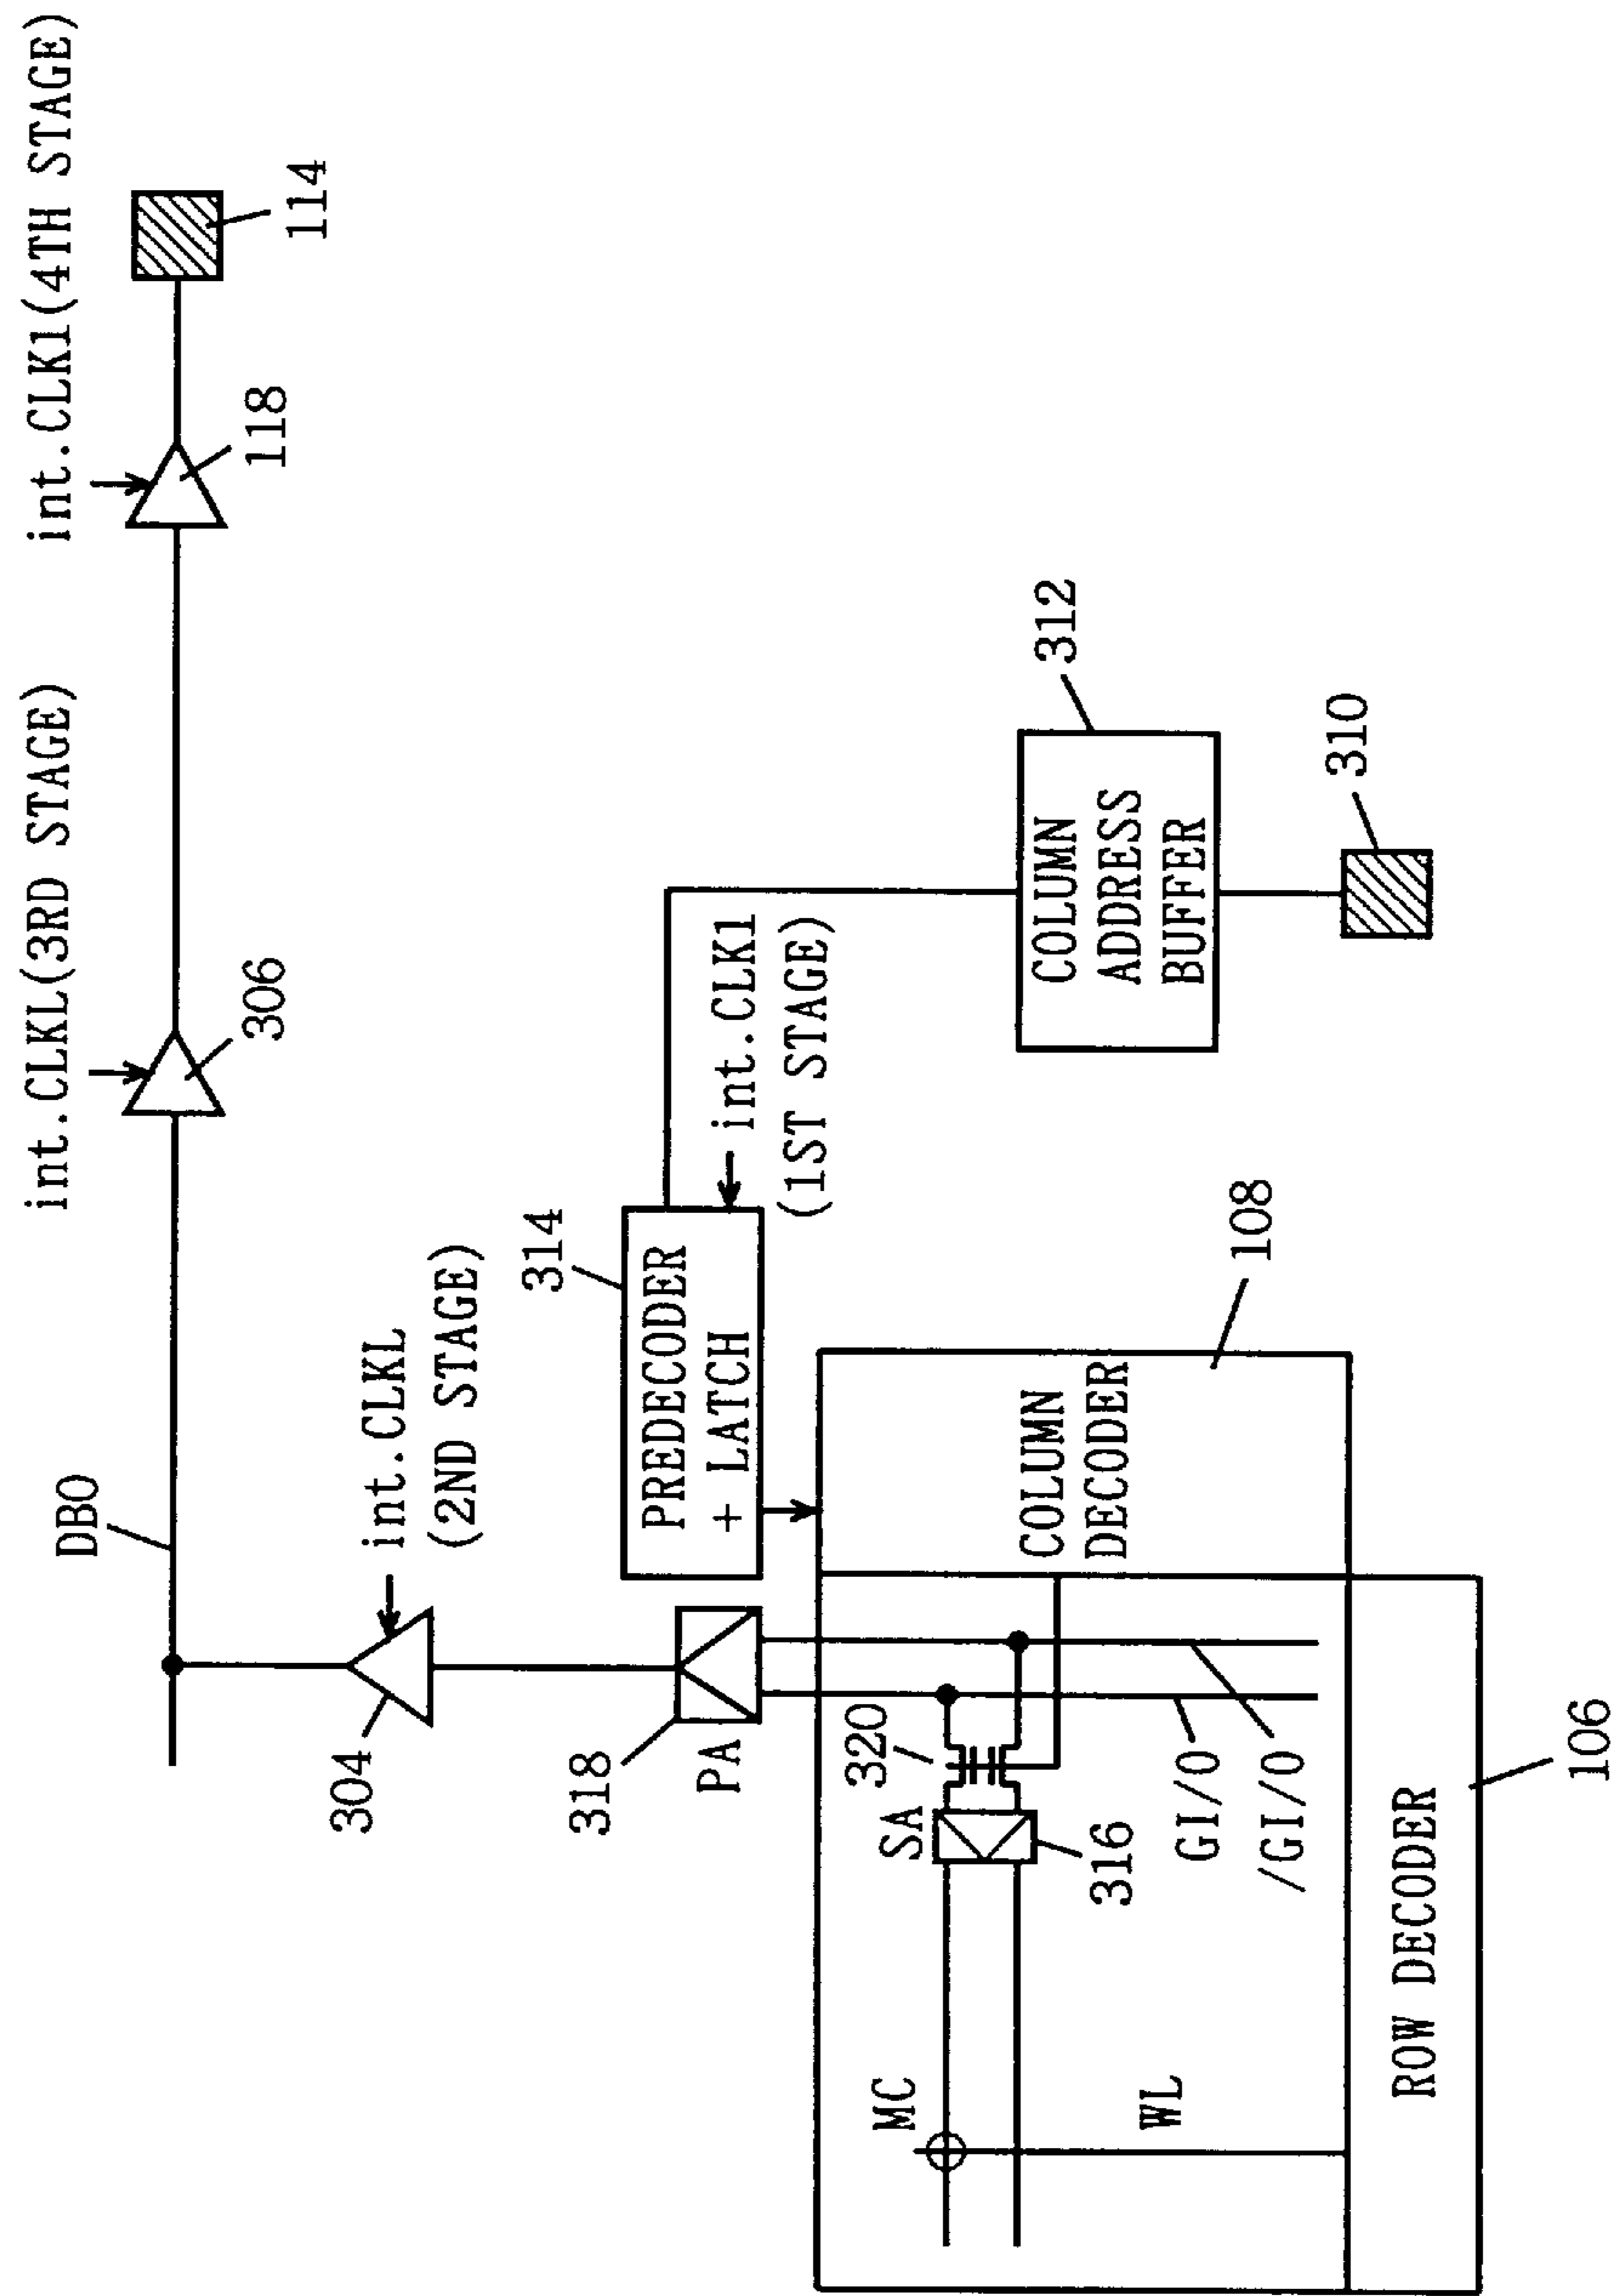 int.CLKL(3RD STAGE)
int.CLK1(4TH STAGE)
DB0
306
118
114
int.CLKL
(2ND STAGE)
304
314
PREDECODER
+ LATCH
int.CLK1
(1ST STAGE)
318
PA
320
SA
316
MC
WL
GI/O
/GI/O
COLUMN
DECODER
108
COLUMN
ADDRESS
BUFFER
312
310
ROW DECODER
106